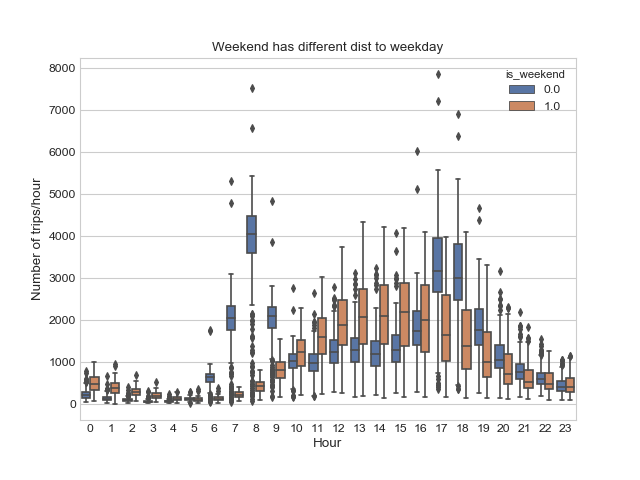 Weekend has different dist to weekday
is_weekend
0.0
1.0
Number of trips/hour
8000
7000
6000
5000
4000
3000
2000
1000
0
0 1 2 3 4 5 6 7 8 9 10 11 12 13 14 15 16 17 18 19 20 21 22 23
Hour